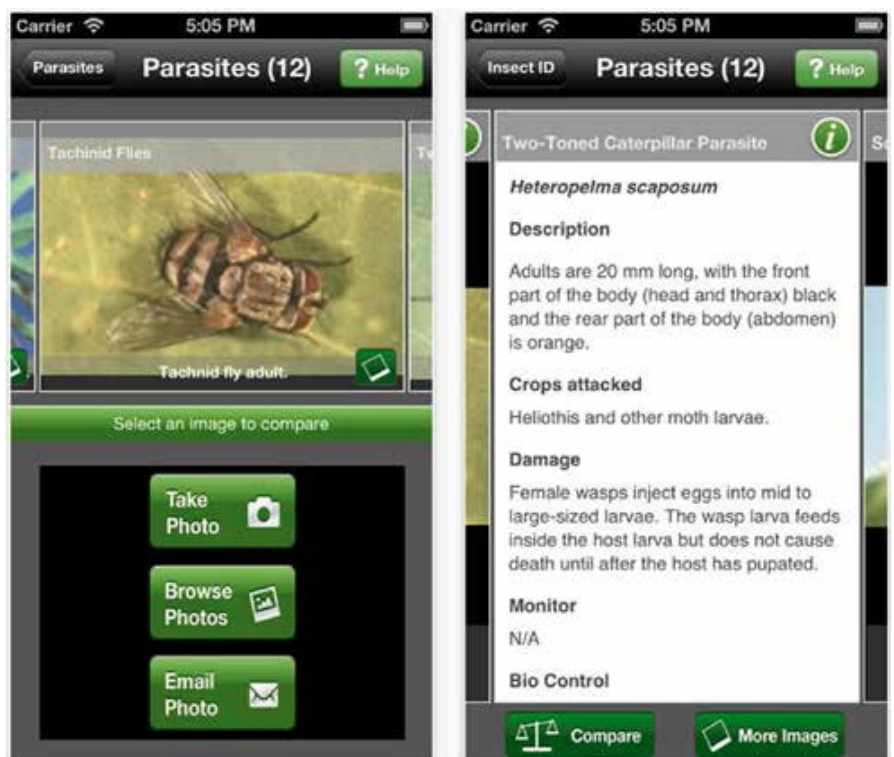 Carrier 5:05 PM
Parasites Parasites (12) ? Help
Tachinid Flies
Tachnid fly adult.
Select an image to compare
Take
Photo
Browse
Photos
Email
Photo
Carrier 5:05 PM
Insect ID Parasites (12) ? Help
Two-Toned Caterpillar Parasite i
Heteropelma scaposum
Description
Adults are 20 mm long, with the front
part of the body (head and thorax) black
and the rear part of the body (abdomen)
is orange.
Crops attacked
Heliothis and other moth larvae.
Damage
Female wasps inject eggs into mid to
large-sized larvae. The wasp larva feeds
inside the host larva but does not cause
death until after the host has pupated.
Monitor
N/A
Bio Control
Compare More Images